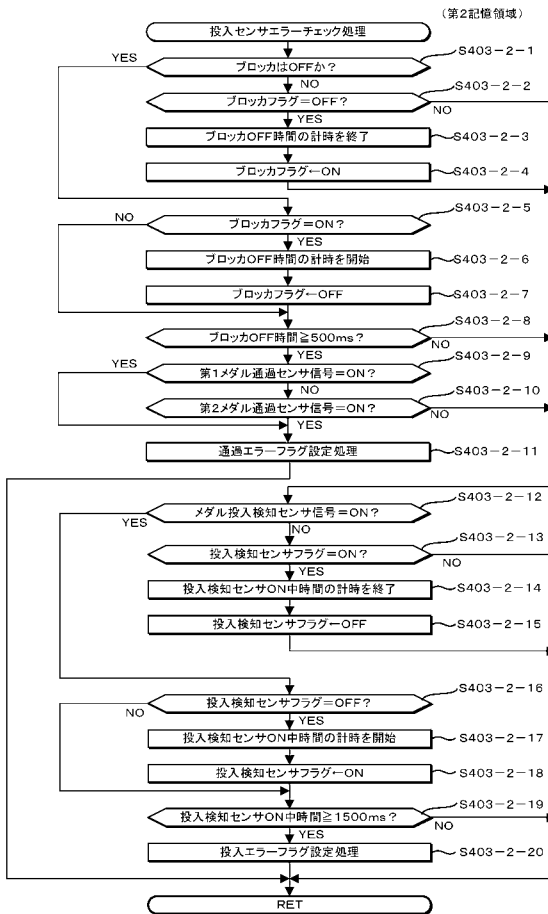 (第2記憶領域)
投入センサエラーチェック処理
S403-2-1
YES
ブロッカはOFFか?
NO
S403-2-2
ブロッカフラグ=OFF?
NO
YES
ブロッカOFF時間の計時を終了
S403-2-3
ブロッカフラグ←ON
S403-2-4
S403-2-5
NO
ブロッカフラグ=ON?
YES
ブロッカOFF時間の計時を開始
S403-2-6
ブロッカフラグ←OFF
S403-2-7
S403-2-8
ブロッカOFF時間≧500ms?
NO
YES
S403-2-9
YES
第1メダル通過センサ信号=ON?
NO
S403-2-10
第2メダル通過センサ信号=ON?
NO
YES
通過エラーフラグ設定処理
S403-2-11
S403-2-12
YES
メダル投入検知センサ信号=ON?
NO
S403-2-13
投入検知センサフラグ=ON?
NO
YES
投入検知センサON中時間の計時を終了
S403-2-14
投入検知センサフラグ←OFF
S403-2-15
S403-2-16
NO
投入検知センサフラグ=OFF?
YES
投入検知センサON中時間の計時を開始
S403-2-17
投入検知センサフラグ←ON
S403-2-18
S403-2-19
投入検知センサON中時間≧1500ms?
NO
YES
投入エラーフラグ設定処理
S403-2-20
RET